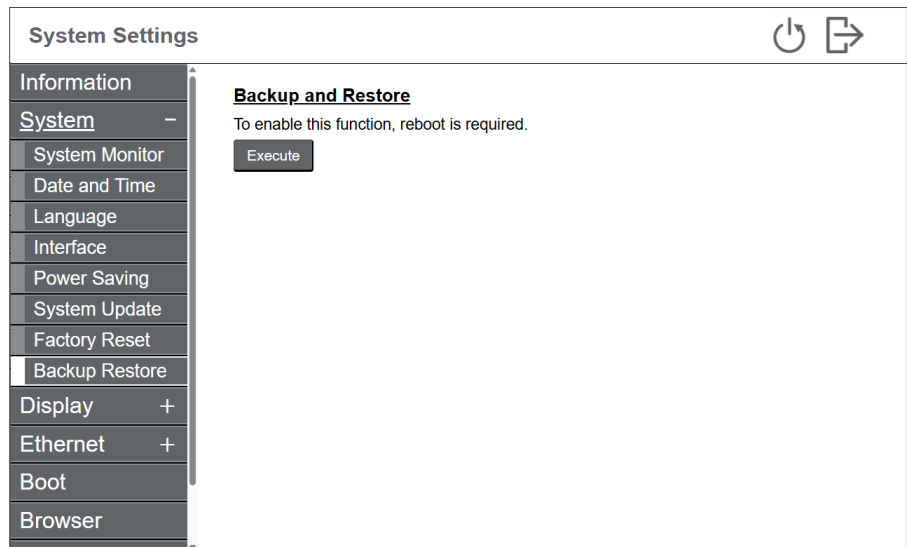 System Settings
Information
System −
System Monitor
Date and Time
Language
Interface
Power Saving
System Update
Factory Reset
Backup Restore
Display +
Ethernet +
Boot
Browser
Backup and Restore
To enable this function, reboot is required.
Execute